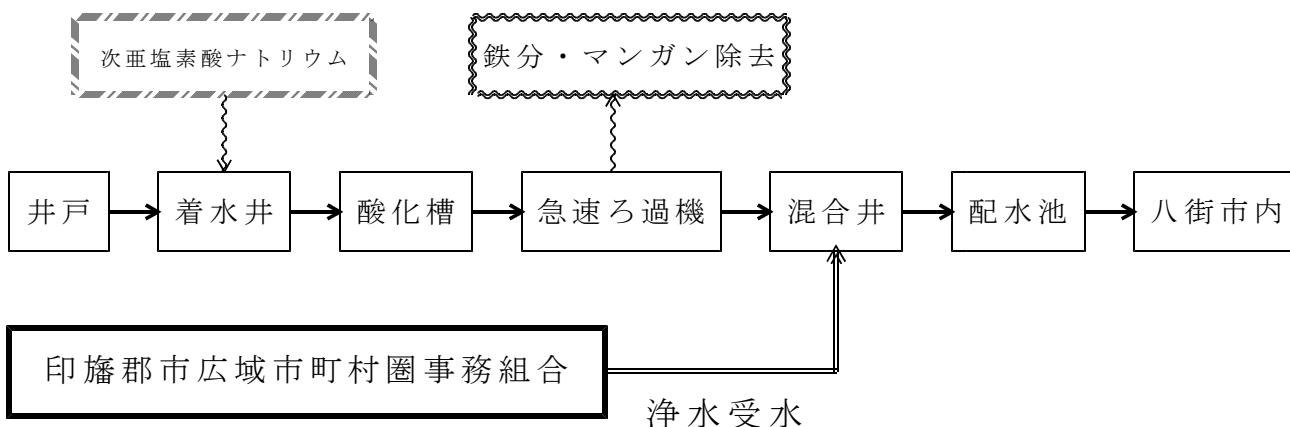 次亜塩素酸ナトリウム
鉄分・マンガン除去
井戸
着水井
酸化槽
急速ろ過機
混合井
配水池
八街市内
印旛郡市広域市町村圏事務組合
浄水受水